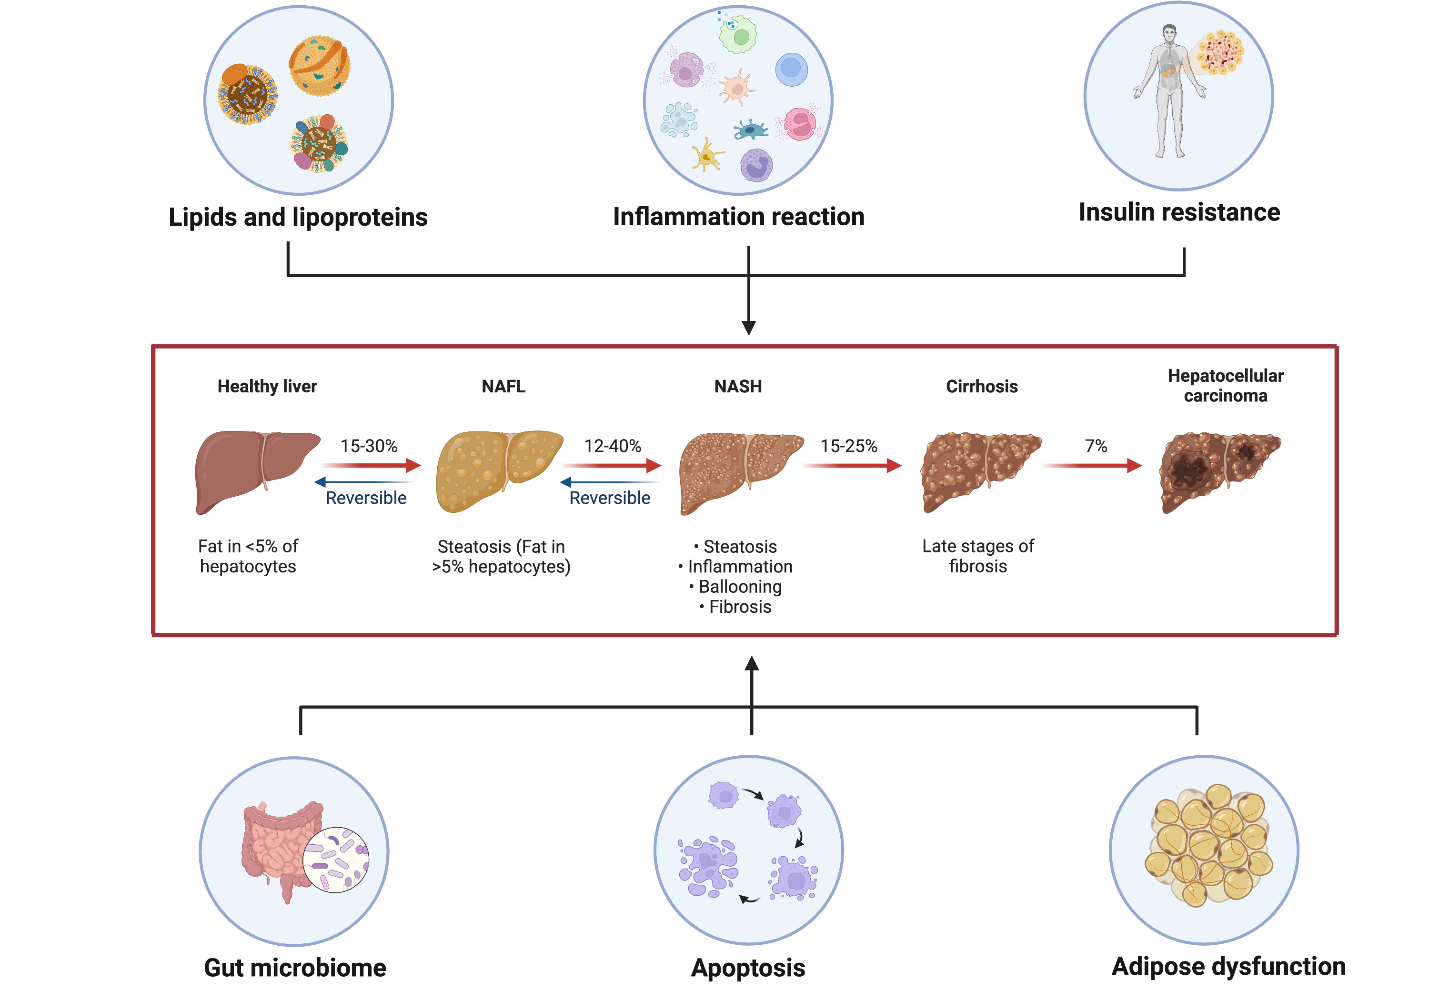 Lipids and lipoproteins
Inflammation reaction
Insulin resistance
Healthy liver
NAFL
NASH
Cirrhosis
Hepatocellular
carcinoma
15-30%
12-40%
15-25%
7%
Reversible
Reversible
Fat in <5% of
hepatocytes
Steatosis (Fat in
>5% hepatocytes)
• Steatosis
• Inflammation
• Ballooning
• Fibrosis
Late stages of
fibrosis
Gut microbiome
Apoptosis
Adipose dysfunction